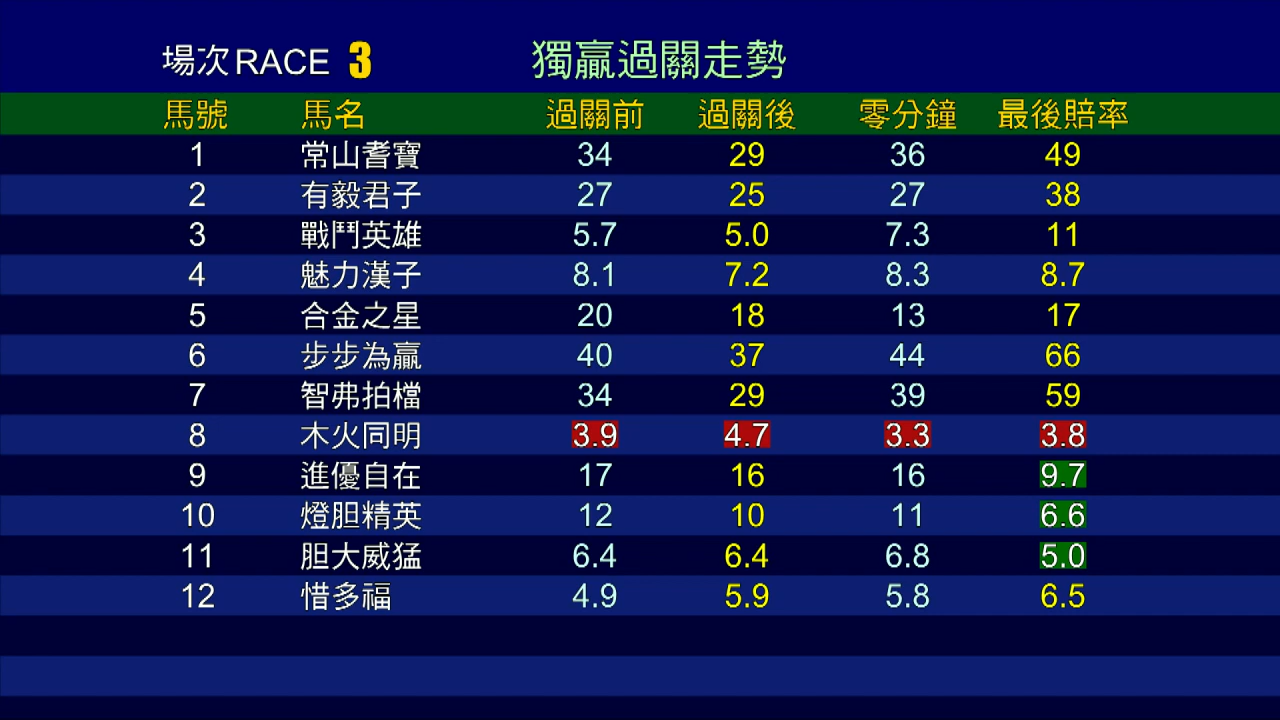 場次RACE 3 獨贏過關走勢
馬號 馬名 過關前 過關後 零分鐘 最後賠率
1 常山耆寶 34 29 36 49
2 有毅君子 27 25 27 38
3 戰鬥英雄 5.7 5.0 7.3 11
4 魅力漢子 8.1 7.2 8.3 8.7
5 合金之星 20 18 13 17
6 步步為贏 40 37 44 66
7 智弗拍檔 34 29 39 59
8 木火同明 3.9 4.7 3.3 3.8
9 進優自在 17 16 16 9.7
10 燈胆精英 12 10 11 6.6
11 胆大威猛 6.4 6.4 6.8 5.0
12 惜多福 4.9 5.9 5.8 6.5